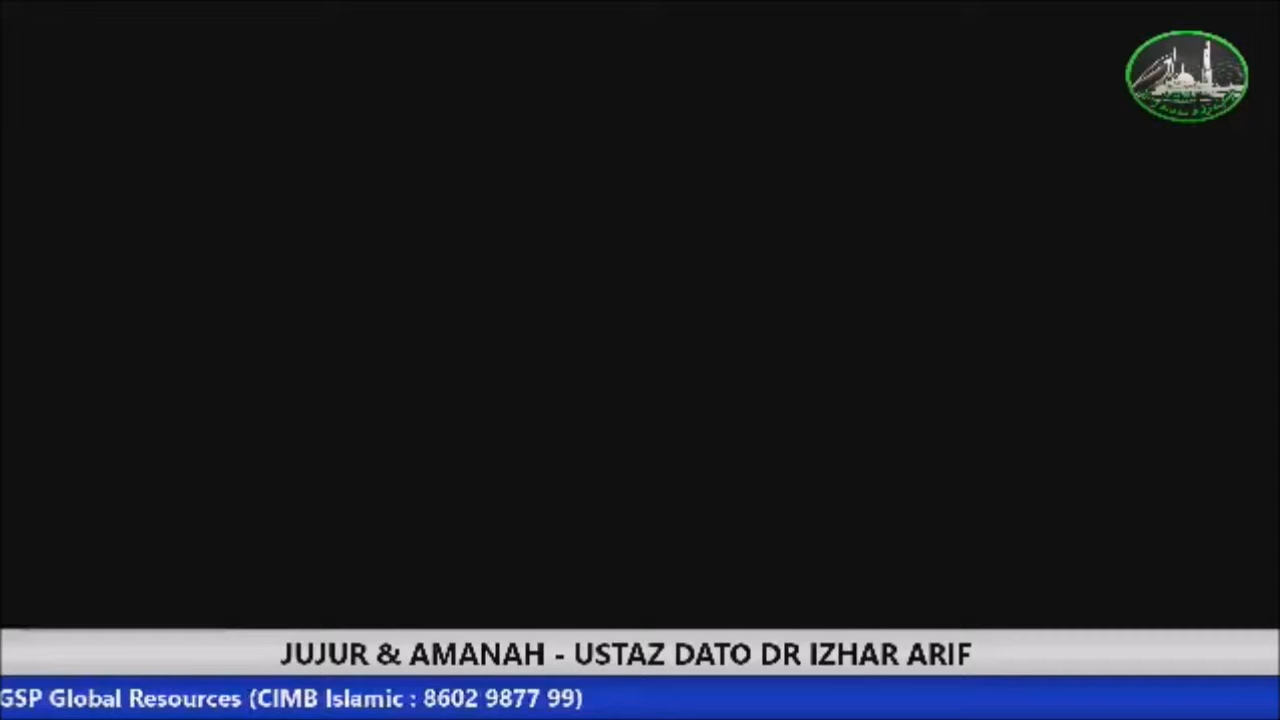 JUJUR & AMANAH - USTAZ DATO DR IZHAR ARIF
GSP Global Resources (CIMB Islamic : 8602 9877 99)